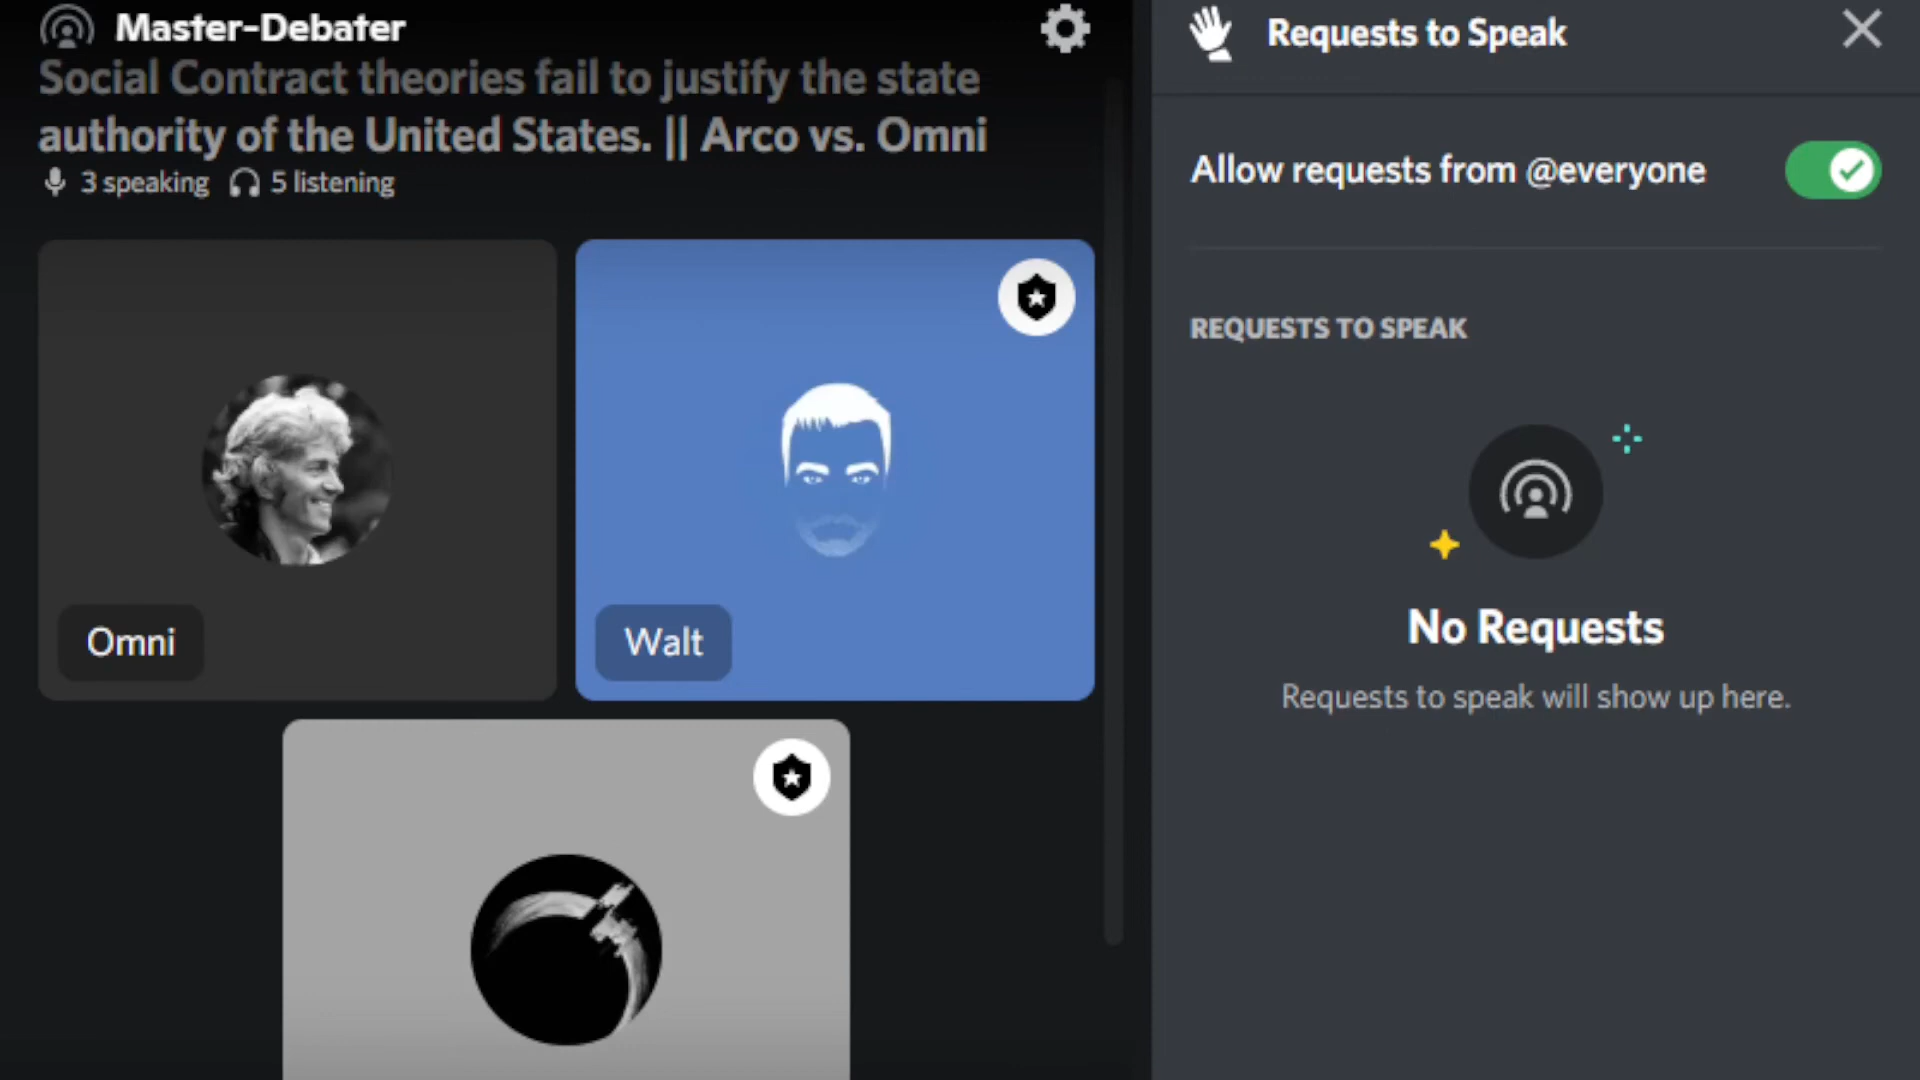 Master-Debater
Social Contract theories fail to justify the state
authority of the United States. || Arco vs. Omni
3 speaking 5 listening
Omni
Walt
Requests to Speak
Allow requests from @everyone
REQUESTS TO SPEAK
No Requests
Requests to speak will show up here.